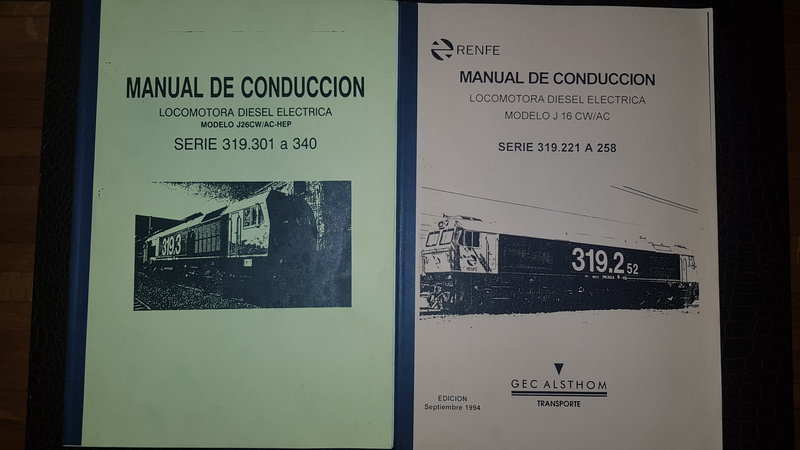 MANUAL DE CONDUCCION
LOCOMOTORA DIESEL ELECTRICA
MODELO J26CW/AC-HEP
SERIE 319.301 a 340
319.3
RENFE
MANUAL DE CONDUCCION
LOCOMOTORA DIESEL ELECTRICA
MODELO J 16 CW/AC
SERIE 319.221 A 258
319.2 52
RENFE
GEC ALSTHOM
TRANSPORTE
EDICION
Septiembre 1994